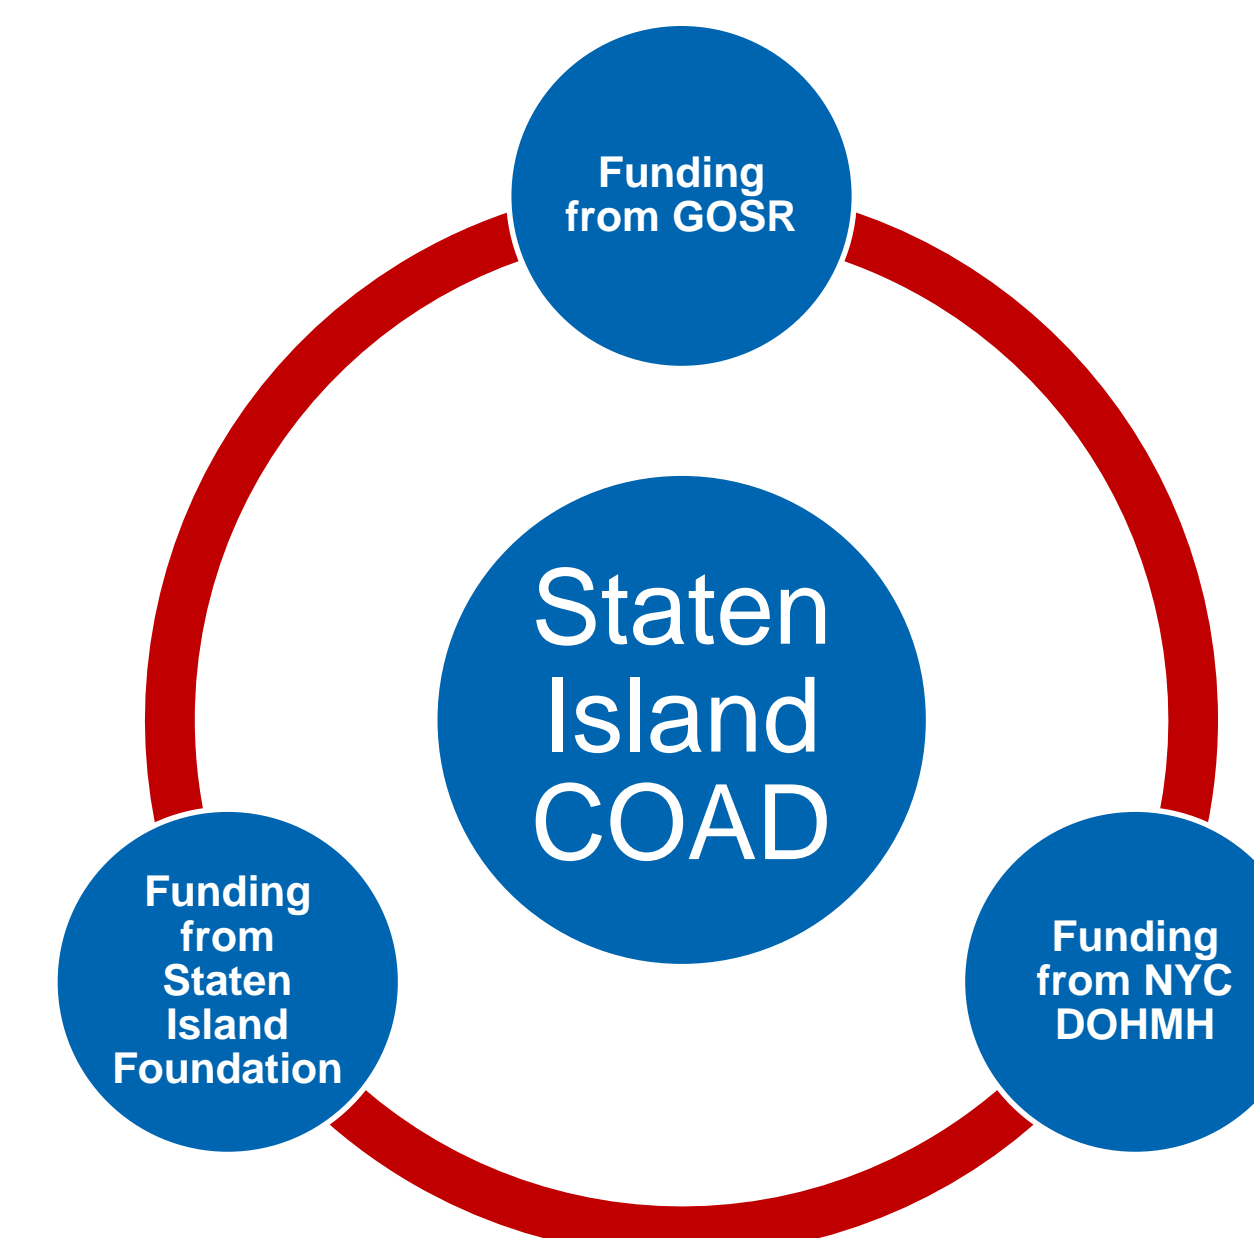 Funding
from GOSR
Staten
Island
COAD
Funding
from
Staten
Island
Foundation
Funding
from NYC
DOHMH